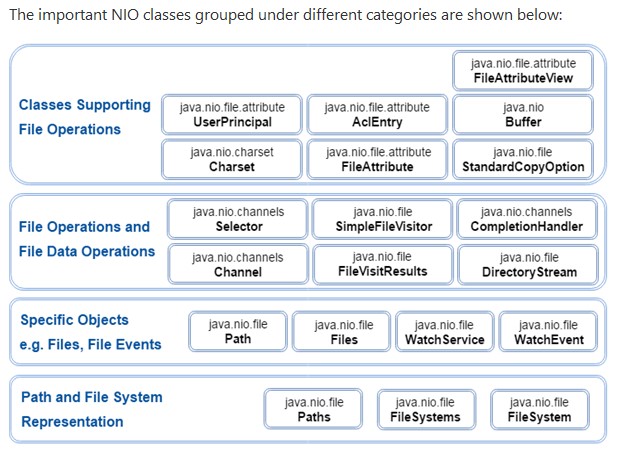 The important NIO classes grouped under different categories are shown below:
java.nio.file.attribute
FileAttributeView
Classes Supporting
File Operations
java.nio.file.attribute
UserPrincipal
java.nio.file.attribute
AclEntry
java.nio
Buffer
java.nio.charset
Charset
java.nio.file.attribute
FileAttribute
java.nio.file
StandardCopyOption
File Operations and
File Data Operations
java.nio.channels
Selector
java.nio.file
SimpleFileVisitor
java.nio.channels
CompletionHandler
java.nio.channels
Channel
java.nio.file
FileVisitResults
java.nio.file
DirectoryStream
Specific Objects
e.g. Files, File Events
java.nio.file
Path
java.nio.file
Files
java.nio.file
WatchService
java.nio.file
WatchEvent
Path and File System
Representation
java.nio.file
Paths
java.nio.file
FileSystems
java.nio.file
FileSystem